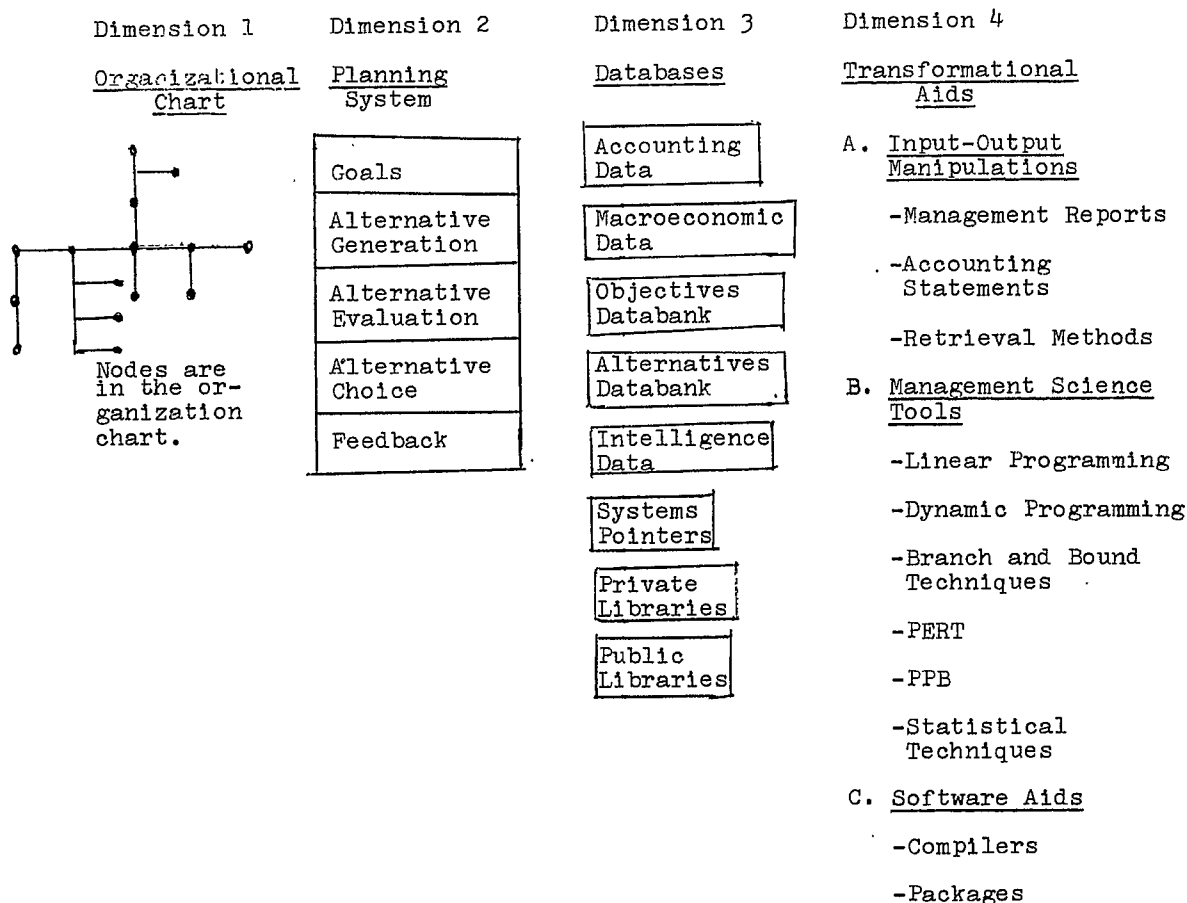 Dimension 1
Organizational
Chart
Nodes are
in the or-
ganization
chart.
Dimension 2
Planning
System
Goals
Alternative
Generation
Alternative
Evaluation
Alternative
Choice
Feedback
Dimension 3
Databases
Accounting
Data
Macroeconomic
Data
Objectives
Databank
Alternatives
Databank
Intelligence
Data
Systems
Pointers
Private
Libraries
Public
Libraries
Dimension 4
Transformational
Aids
A. Input-Output
Manipulations
-Management Reports
-Accounting
Statements
-Retrieval Methods
B. Management Science
Tools
-Linear Programming
-Dynamic Programming
-Branch and Bound
Techniques
-PERT
-PPB
-Statistical
Techniques
C. Software Aids
-Compilers
-Packages